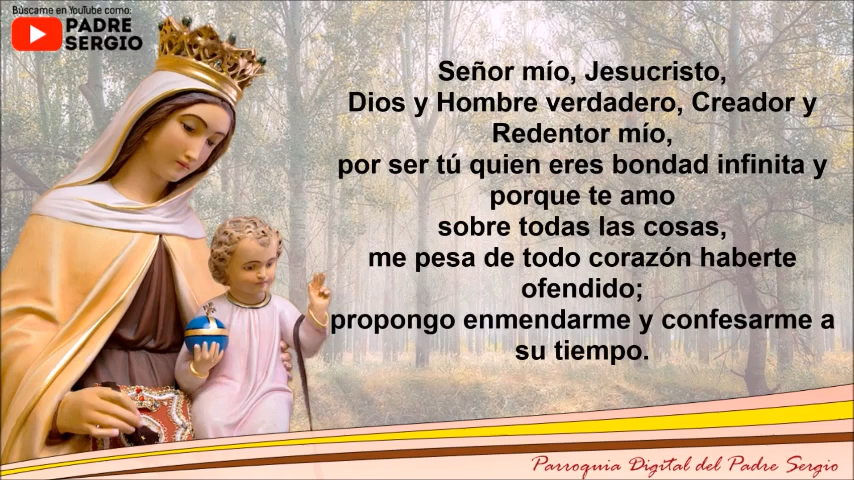 Búscame en YouTube como:
PADRE
SERGIO
Señor mío, Jesucristo,
Dios y Hombre verdadero, Creador y
Redentor mío,
por ser tú quien eres bondad infinita y
porque te amo
sobre todas las cosas,
me pesa de todo corazón haberte
ofendido;
propongo enmendarme y confesarme a
su tiempo.
Parroquia Digital del Padre Sergio